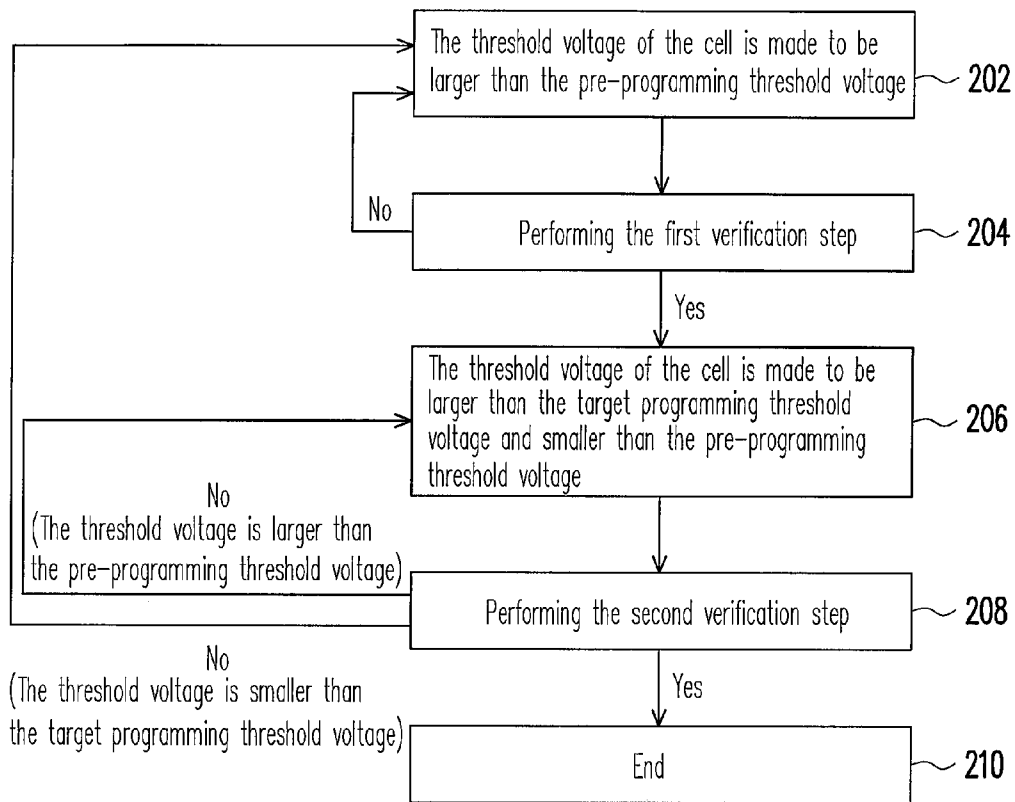 The threshold voltage of the cell is made to be
larger than the pre-programming threshold voltage
202
No
Performing the first verification step
204
Yes
The threshold voltage of the cell is made to be
larger than the target programming threshold
voltage and smaller than the pre-programming
threshold voltage
206
No
(The threshold voltage is larger than
the pre-programming threshold voltage)
Performing the second verification step
208
No
(The threshold voltage is smaller than
the target programming threshold voltage)
Yes
End
210